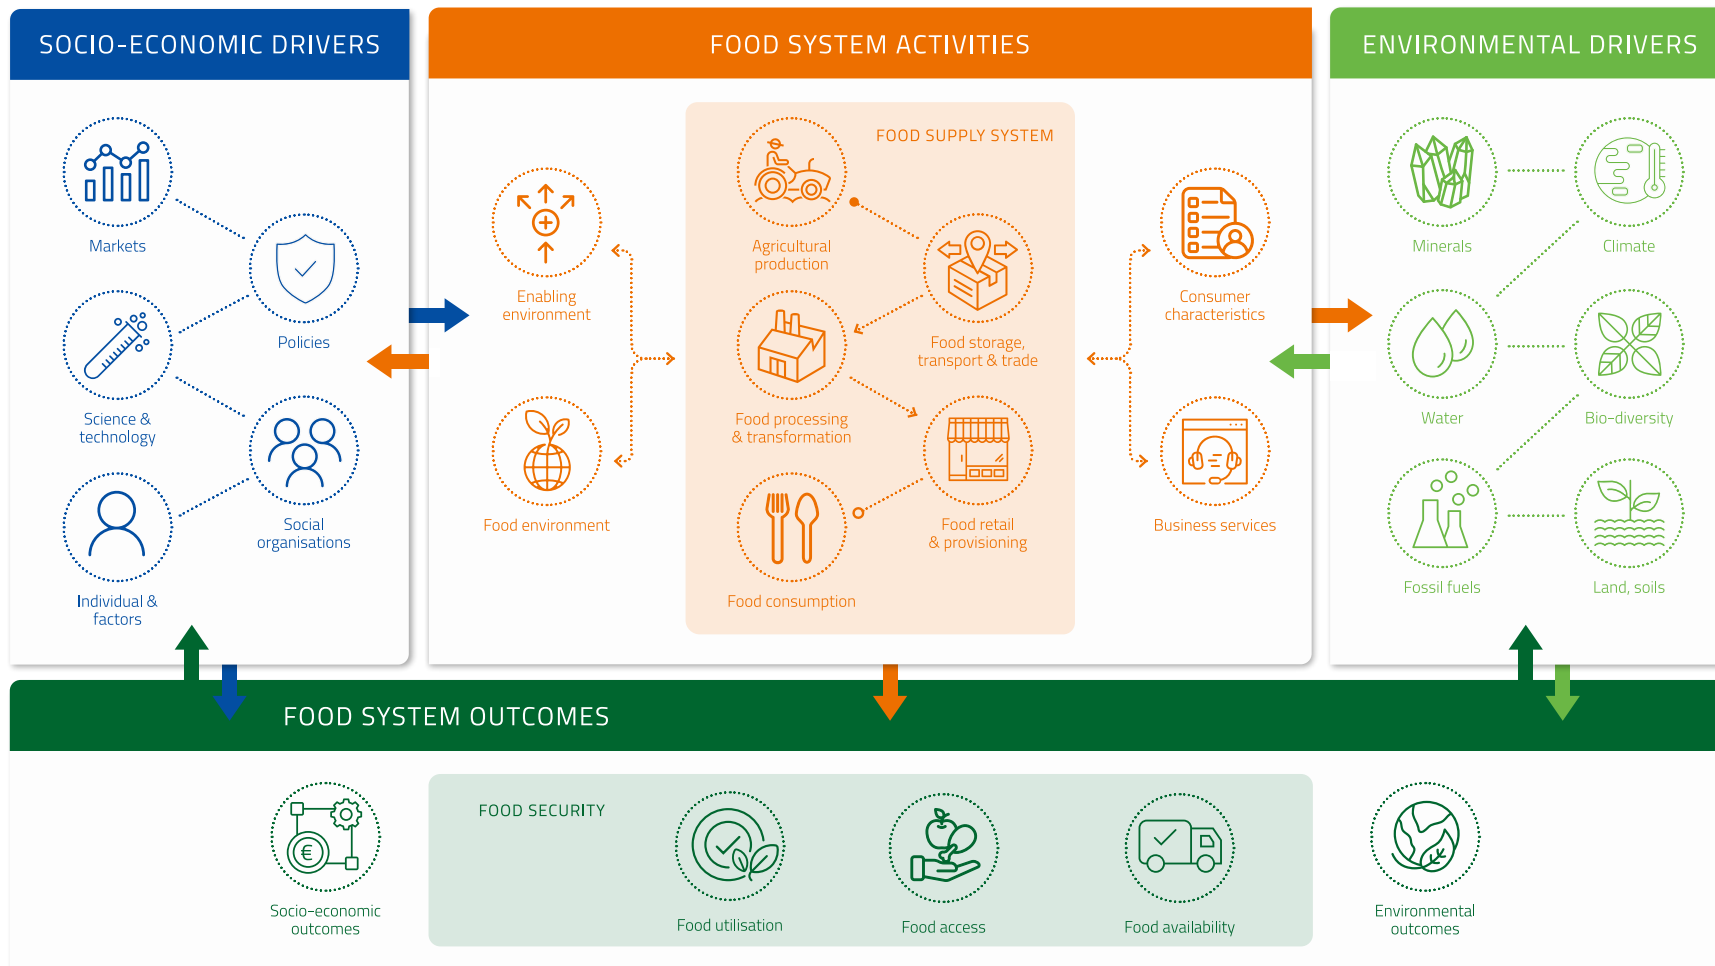 SOCIO-ECONOMIC DRIVERS
Markets
Policies
Science &
technology
Social
organisations
Individual &
factors
FOOD SYSTEM ACTIVITIES
Enabling
environment
Food environment
FOOD SUPPLY SYSTEM
Agricultural
production
Food storage,
transport & trade
Food processing
& transformation
Food retail
& provisioning
Food consumption
Consumer
characteristics
Business services
ENVIRONMENTAL DRIVERS
Minerals
Climate
Water
Bio-diversity
Fossil fuels
Land, soils
FOOD SYSTEM OUTCOMES
€
Socio-economic
outcomes
FOOD SECURITY
Food utilisation
Food access
Food availability
Environmental
outcomes